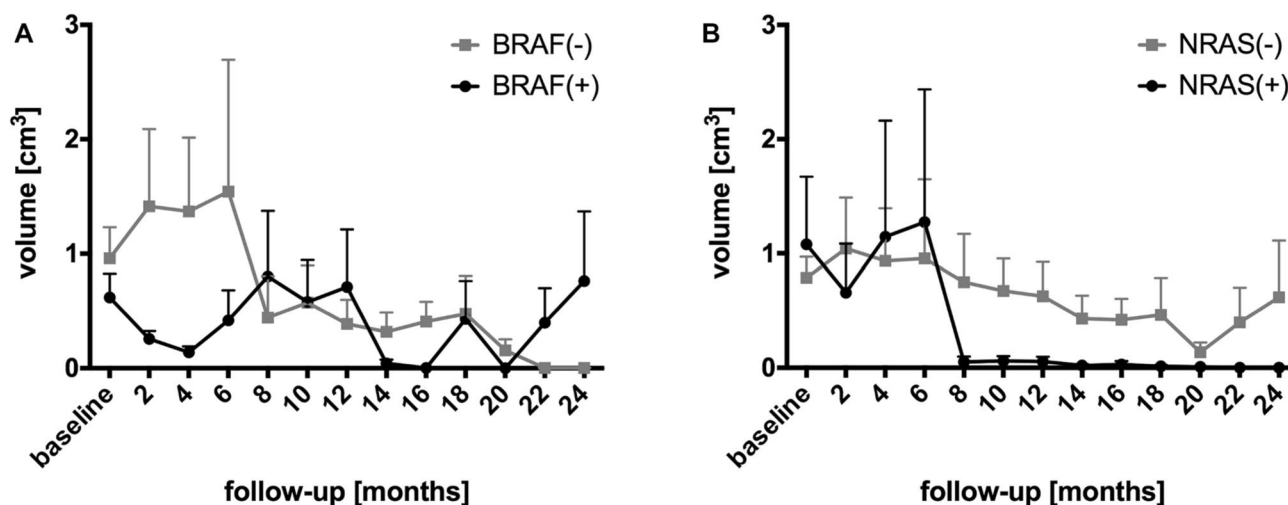 A
BRAF(-)
BRAF(+)
volume [cm³]
3
2
1
0
baseline 2 4 6 8 10 12 14 16 18 20 22 24
follow-up [months]
B
NRAS(-)
NRAS(+)
volume [cm³]
3
2
1
0
baseline 2 4 6 8 10 12 14 16 18 20 22 24
follow-up [months]